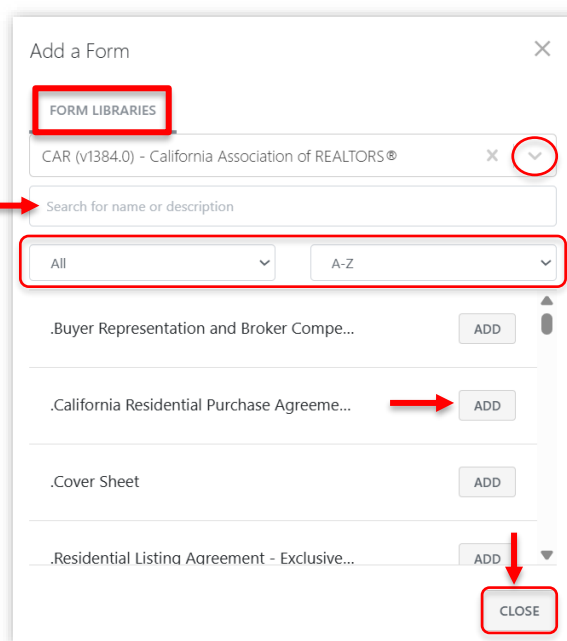 Add a Form
FORM LIBRARIES
CAR (v1384.0) - California Association of REALTORS®
Search for name or description
All A-Z
.Buyer Representation and Broker Compe... ADD
.California Residential Purchase Agreeme... ADD
.Cover Sheet ADD
.Residential Listing Agreement - Exclusive... ADD
CLOSE